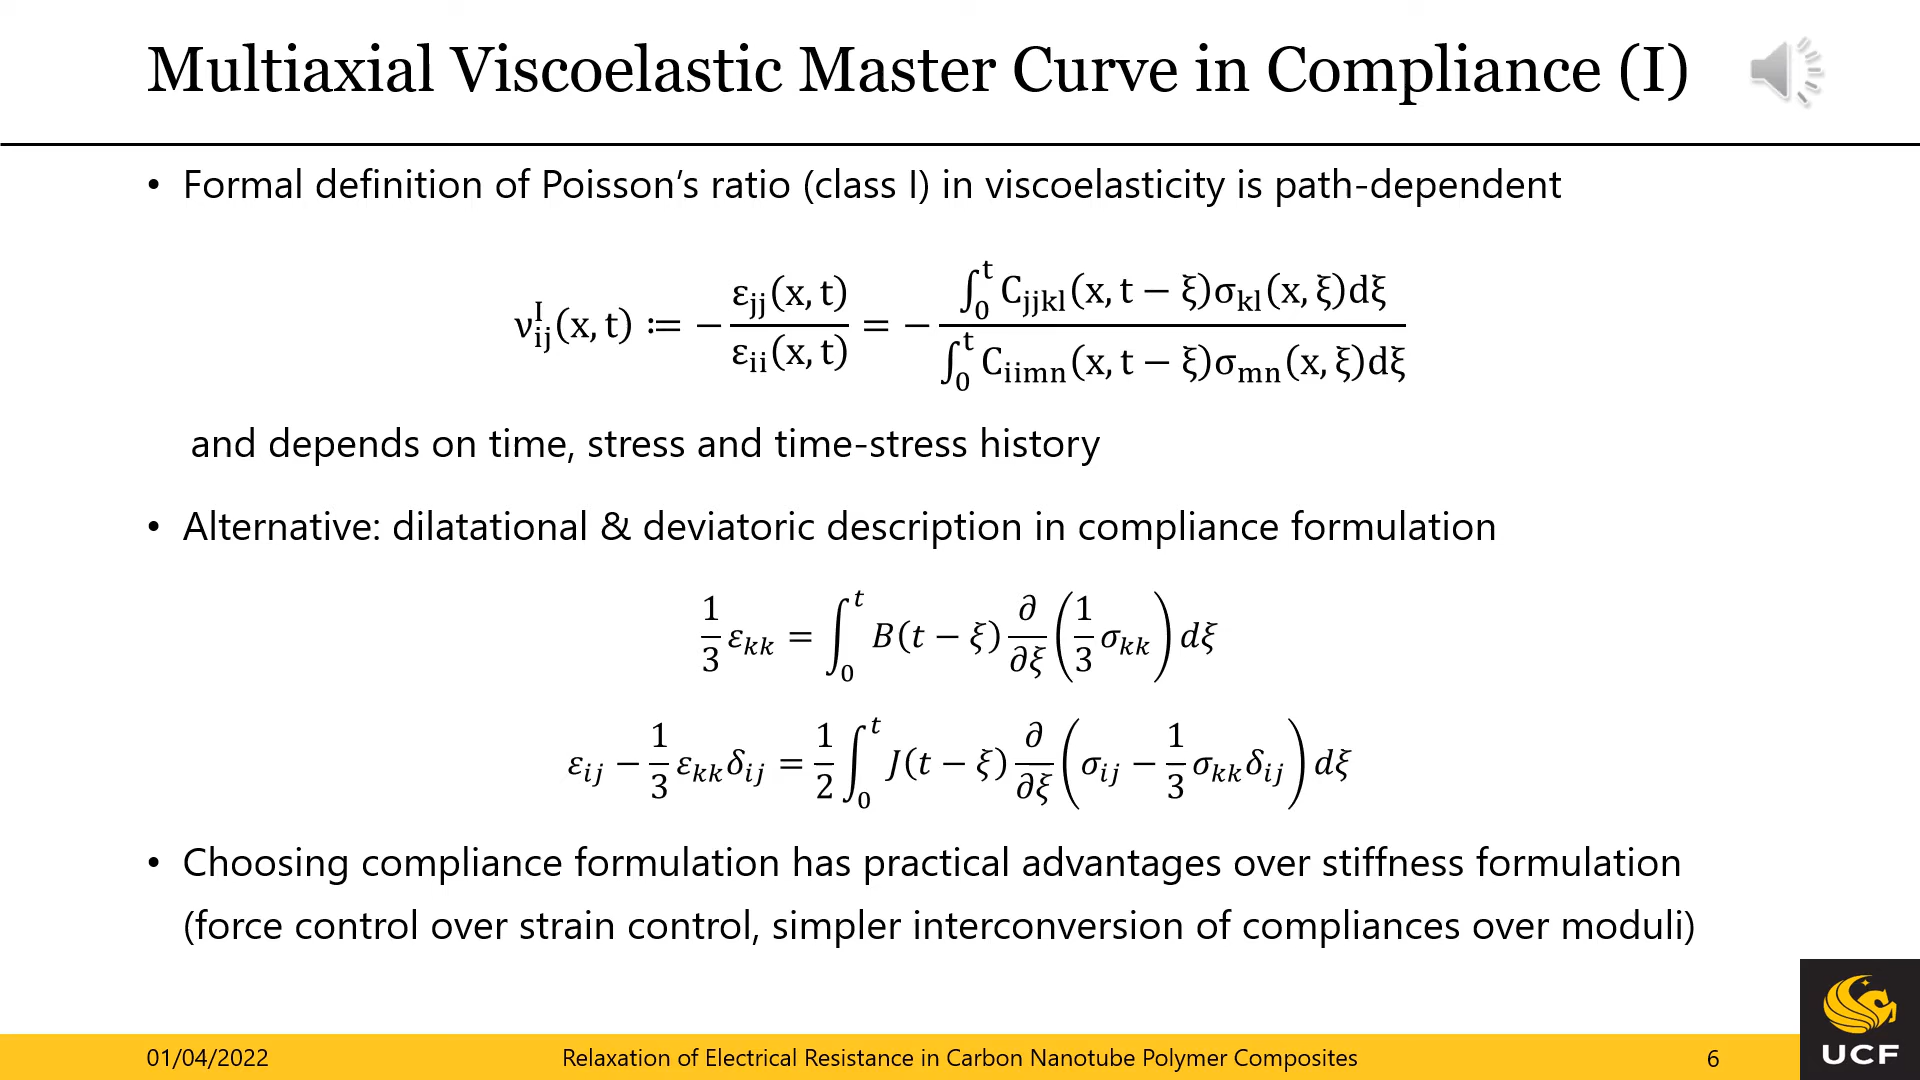 Multiaxial Viscoelastic Master Curve in Compliance (I)
• Formal definition of Poisson’s ratio (class I) in viscoelasticity is path-dependent
ν^I_ij(x, t) ≔ − ε_jj(x, t) / ε_ii(x, t) = − ∫_0^t C_jjkl(x, t − ξ)σ_kl(x, ξ)dξ / ∫_0^t C_iimn(x, t − ξ)σ_mn(x, ξ)dξ
and depends on time, stress and time-stress history
• Alternative: dilatational & deviatoric description in compliance formulation
1/3 ε_kk = ∫_0^t B(t − ξ) ∂/∂ξ (1/3 σ_kk) dξ
ε_ij − 1/3 ε_kk δ_ij = 1/2 ∫_0^t J(t − ξ) ∂/∂ξ (σ_ij − 1/3 σ_kk δ_ij) dξ
• Choosing compliance formulation has practical advantages over stiffness formulation
(force control over strain control, simpler interconversion of compliances over moduli)
01/04/2022
Relaxation of Electrical Resistance in Carbon Nanotube Polymer Composites
6
UCF